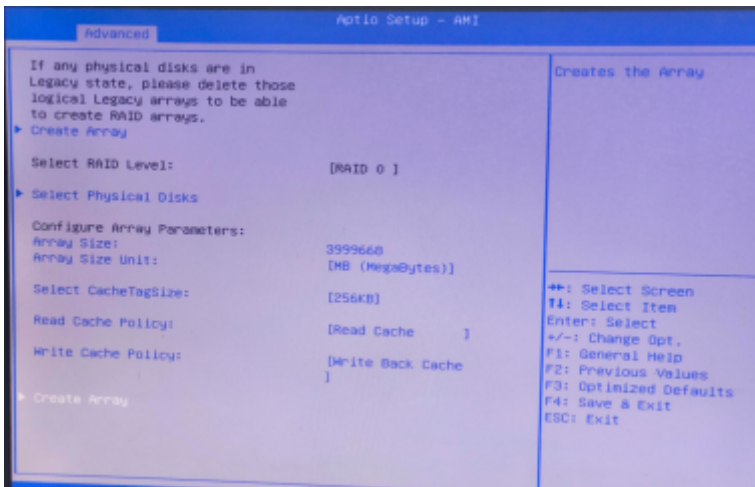 Aptio Setup - AMI
Advanced
If any physical disks are in
Legacy state, please delete those
logical Legacy arrays to be able
to create RAID arrays.
Create Array
Select RAID Level: [RAID 0 ]
Select Physical Disks
Configure Array Parameters:
Array Size: 3999660
Array Size Unit: [MB (MegaBytes)]
Select CacheTagSize: [256KB]
Read Cache Policy: [Read Cache ]
Write Cache Policy: [Write Back Cache
]
Create Array
Creates the Array
→←: Select Screen
↑↓: Select Item
Enter: Select
+/-: Change Opt.
F1: General Help
F2: Previous Values
F3: Optimized Defaults
F4: Save & Exit
ESC: Exit